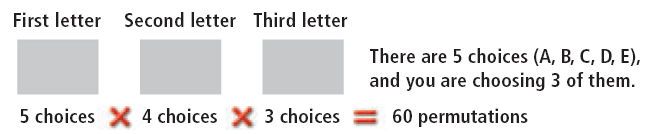 First letter Second letter Third letter
There are 5 choices (A, B, C, D, E),
and you are choosing 3 of them.
5 choices × 4 choices × 3 choices = 60 permutations